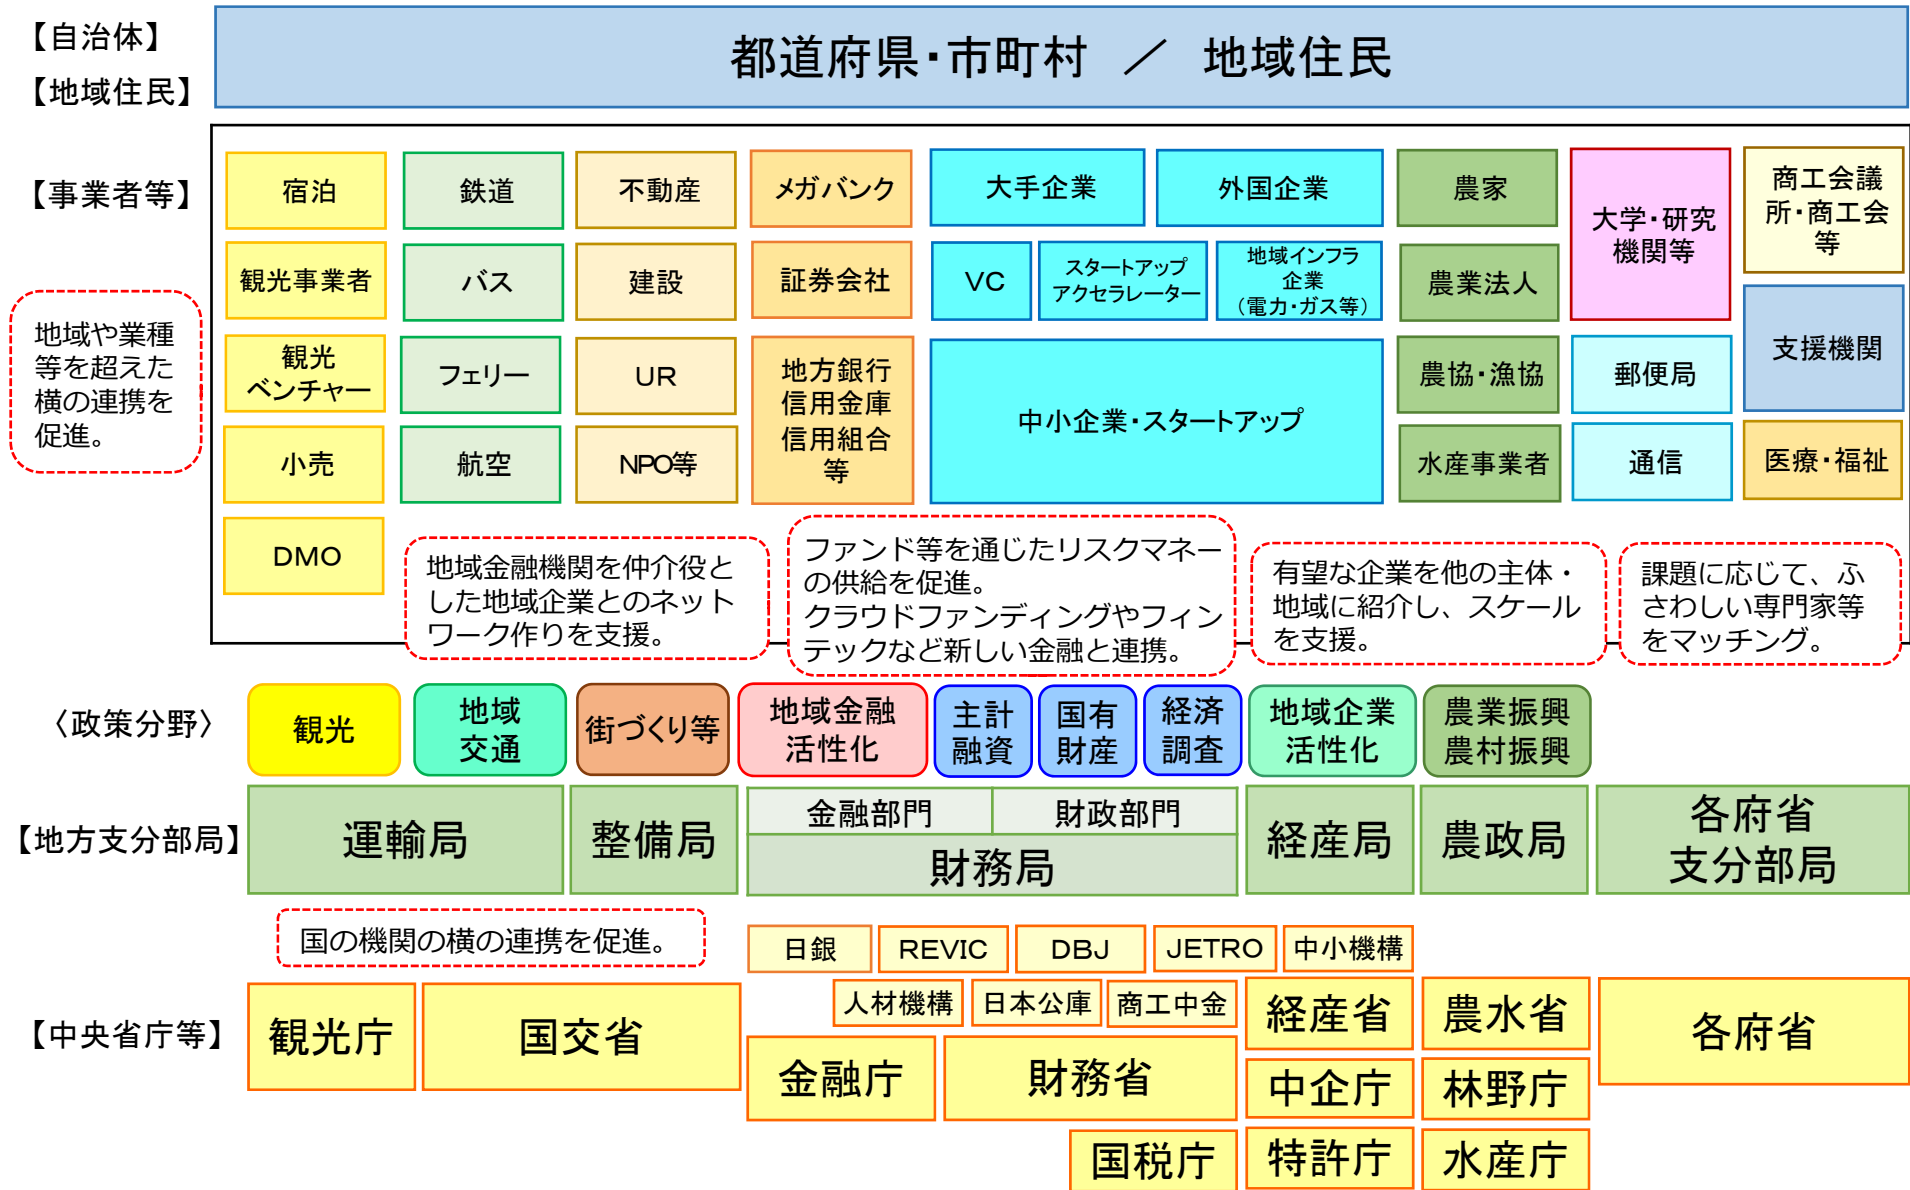 【自治体】
【地域住民】
都道府県・市町村　／　地域住民
【事業者等】
宿泊
鉄道
不動産
メガバンク
大手企業
外国企業
農家
大学・研究
機関等
商工会議
所・商工会
等
観光事業者
バス
建設
証券会社
VC
スタートアップ
アクセラレーター
地域インフラ
企業
（電力・ガス等）
農業法人
支援機関
地域や業種
等を超えた
横の連携を
促進。
観光
ベンチャー
フェリー
UR
地方銀行
信用金庫
信用組合
等
中小企業・スタートアップ
農協・漁協
郵便局
小売
航空
NPO等
水産事業者
通信
医療・福祉
DMO
地域金融機関を仲介役と
した地域企業とのネット
ワーク作りを支援。
ファンド等を通じたリスクマネー
の供給を促進。
クラウドファンディングやフィン
テックなど新しい金融と連携。
有望な企業を他の主体・
地域に紹介し、スケール
を支援。
課題に応じて、ふ
さわしい専門家等
をマッチング。
〈政策分野〉
観光
地域
交通
街づくり等
地域金融
活性化
主計
融資
国有
財産
経済
調査
地域企業
活性化
農業振興
農村振興
【地方支分部局】
運輸局
整備局
金融部門
財政部門
財務局
経産局
農政局
各府省
支分部局
国の機関の横の連携を促進。
日銀
REVIC
DBJ
JETRO
中小機構
人材機構
日本公庫
商工中金
【中央省庁等】
観光庁
国交省
金融庁
財務省
経産省
農水省
各府省
中企庁
林野庁
国税庁
特許庁
水産庁